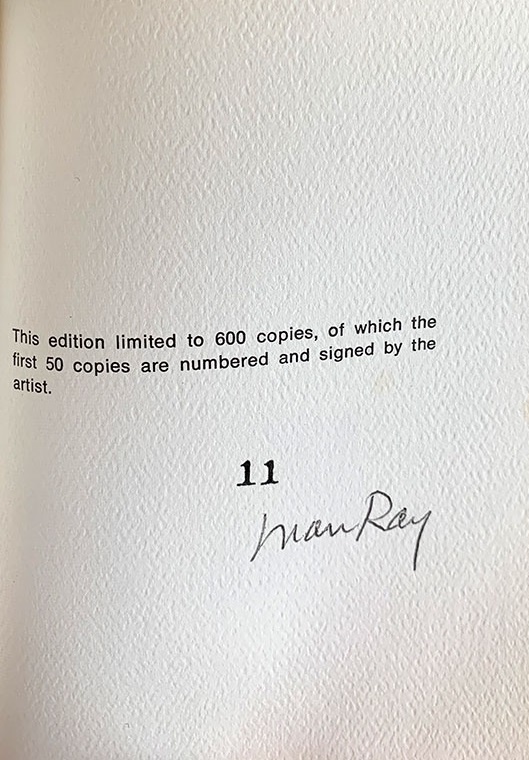 This edition limited to 600 copies, of which the
first 50 copies are numbered and signed by the
artist.
11
Man Ray